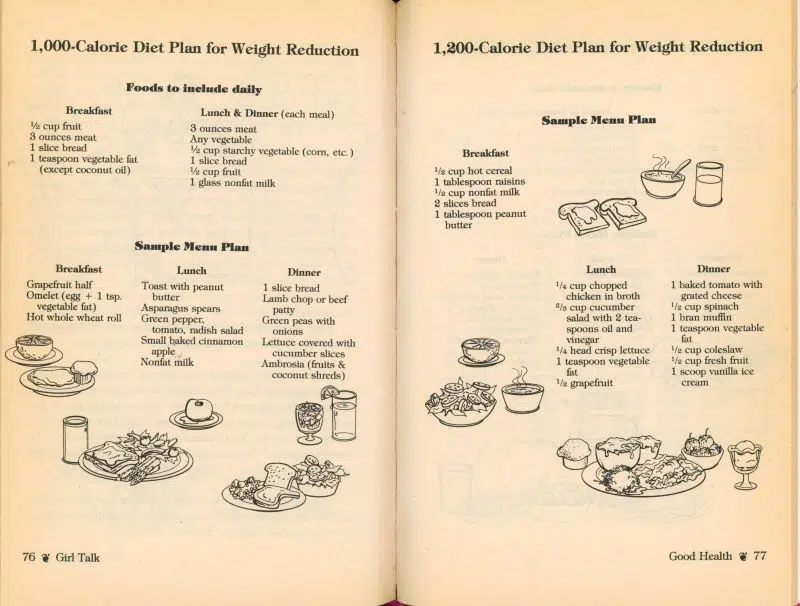 1,000-Calorie Diet Plan for Weight Reduction
Foods to include daily
Breakfast
½ cup fruit
3 ounces meat
1 slice bread
1 teaspoon vegetable fat
(except coconut oil)
Lunch & Dinner (each meal)
3 ounces meat
Any vegetable
½ cup starchy vegetable (corn, etc.)
1 slice bread
½ cup fruit
1 glass nonfat milk
Sample Menu Plan
Breakfast
Grapefruit half
Omelet (egg + 1 tsp.
vegetable fat)
Hot whole wheat roll
Lunch
Toast with peanut
butter
Asparagus spears
Green pepper,
tomato, radish salad
Small baked cinnamon
apple
Nonfat milk
Dinner
1 slice bread
Lamb chop or beef
patty
Green peas with
onions
Lettuce covered with
cucumber slices
Ambrosia (fruits &
coconut shreds)
76 ❦ Girl Talk
1,200-Calorie Diet Plan for Weight Reduction
Sample Menu Plan
Breakfast
½ cup hot cereal
1 tablespoon raisins
½ cup nonfat milk
2 slices bread
1 tablespoon peanut
butter
Lunch
¼ cup chopped
chicken in broth
⅔ cup cucumber
salad with 2 tea-
spoons oil and
vinegar
¼ head crisp lettuce
1 teaspoon vegetable
fat
½ grapefruit
Dinner
1 baked tomato with
grated cheese
½ cup spinach
1 bran muffin
1 teaspoon vegetable
fat
½ cup coleslaw
½ cup fresh fruit
1 scoop vanilla ice
cream
Good Health ❦ 77